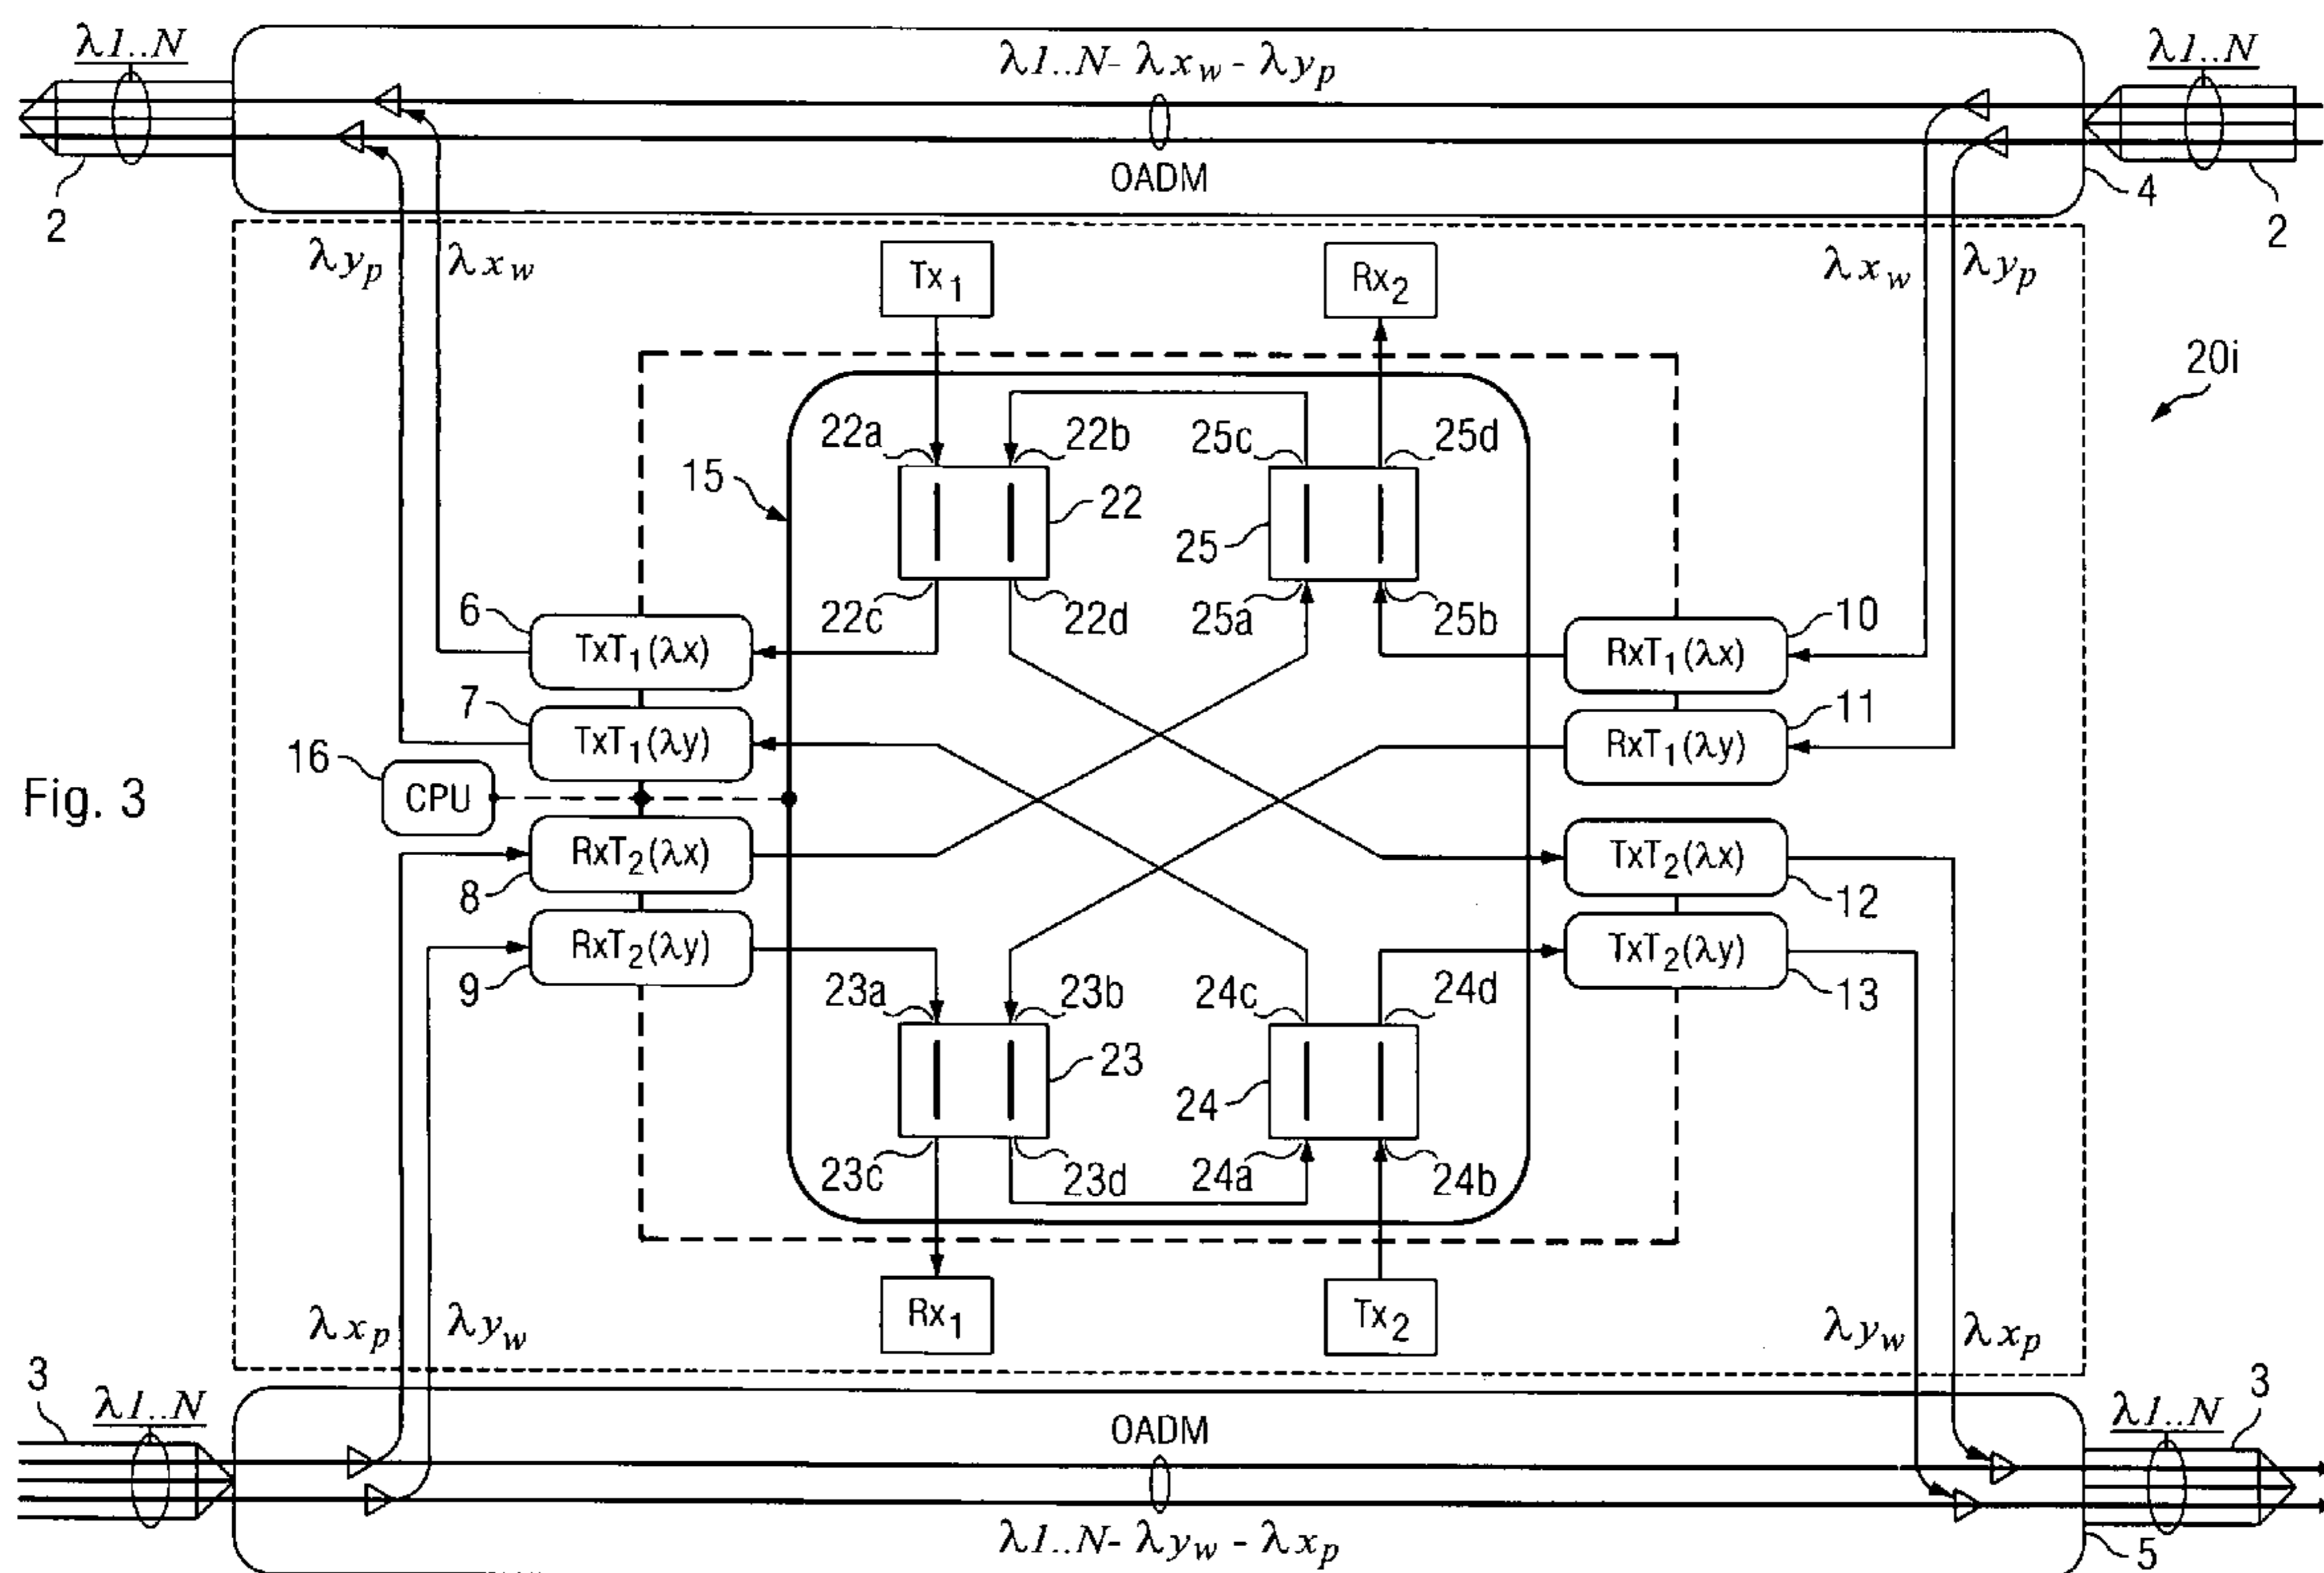 λ1..N
λ1..N- λxw - λyp
λ1..N
OADM
2
4
2
λyp
λxw
Tx1
Rx2
λxw
λyp
20i
22a
22b
25c
25d
15
22
25
22c
22d
25a
25b
6
TxT1(λx)
10
RxT1(λx)
7
TxT1(λy)
11
RxT1(λy)
16
CPU
Fig. 3
RxT2(λx)
8
TxT2(λx)
12
RxT2(λy)
9
TxT2(λy)
13
23a
23b
24c
24d
23
24
23c
23d
24a
24b
λxp
λyw
Rx1
Tx2
λyw
λxp
3
λ1..N
OADM
λ1..N
3
λ1..N- λyw - λxp
5